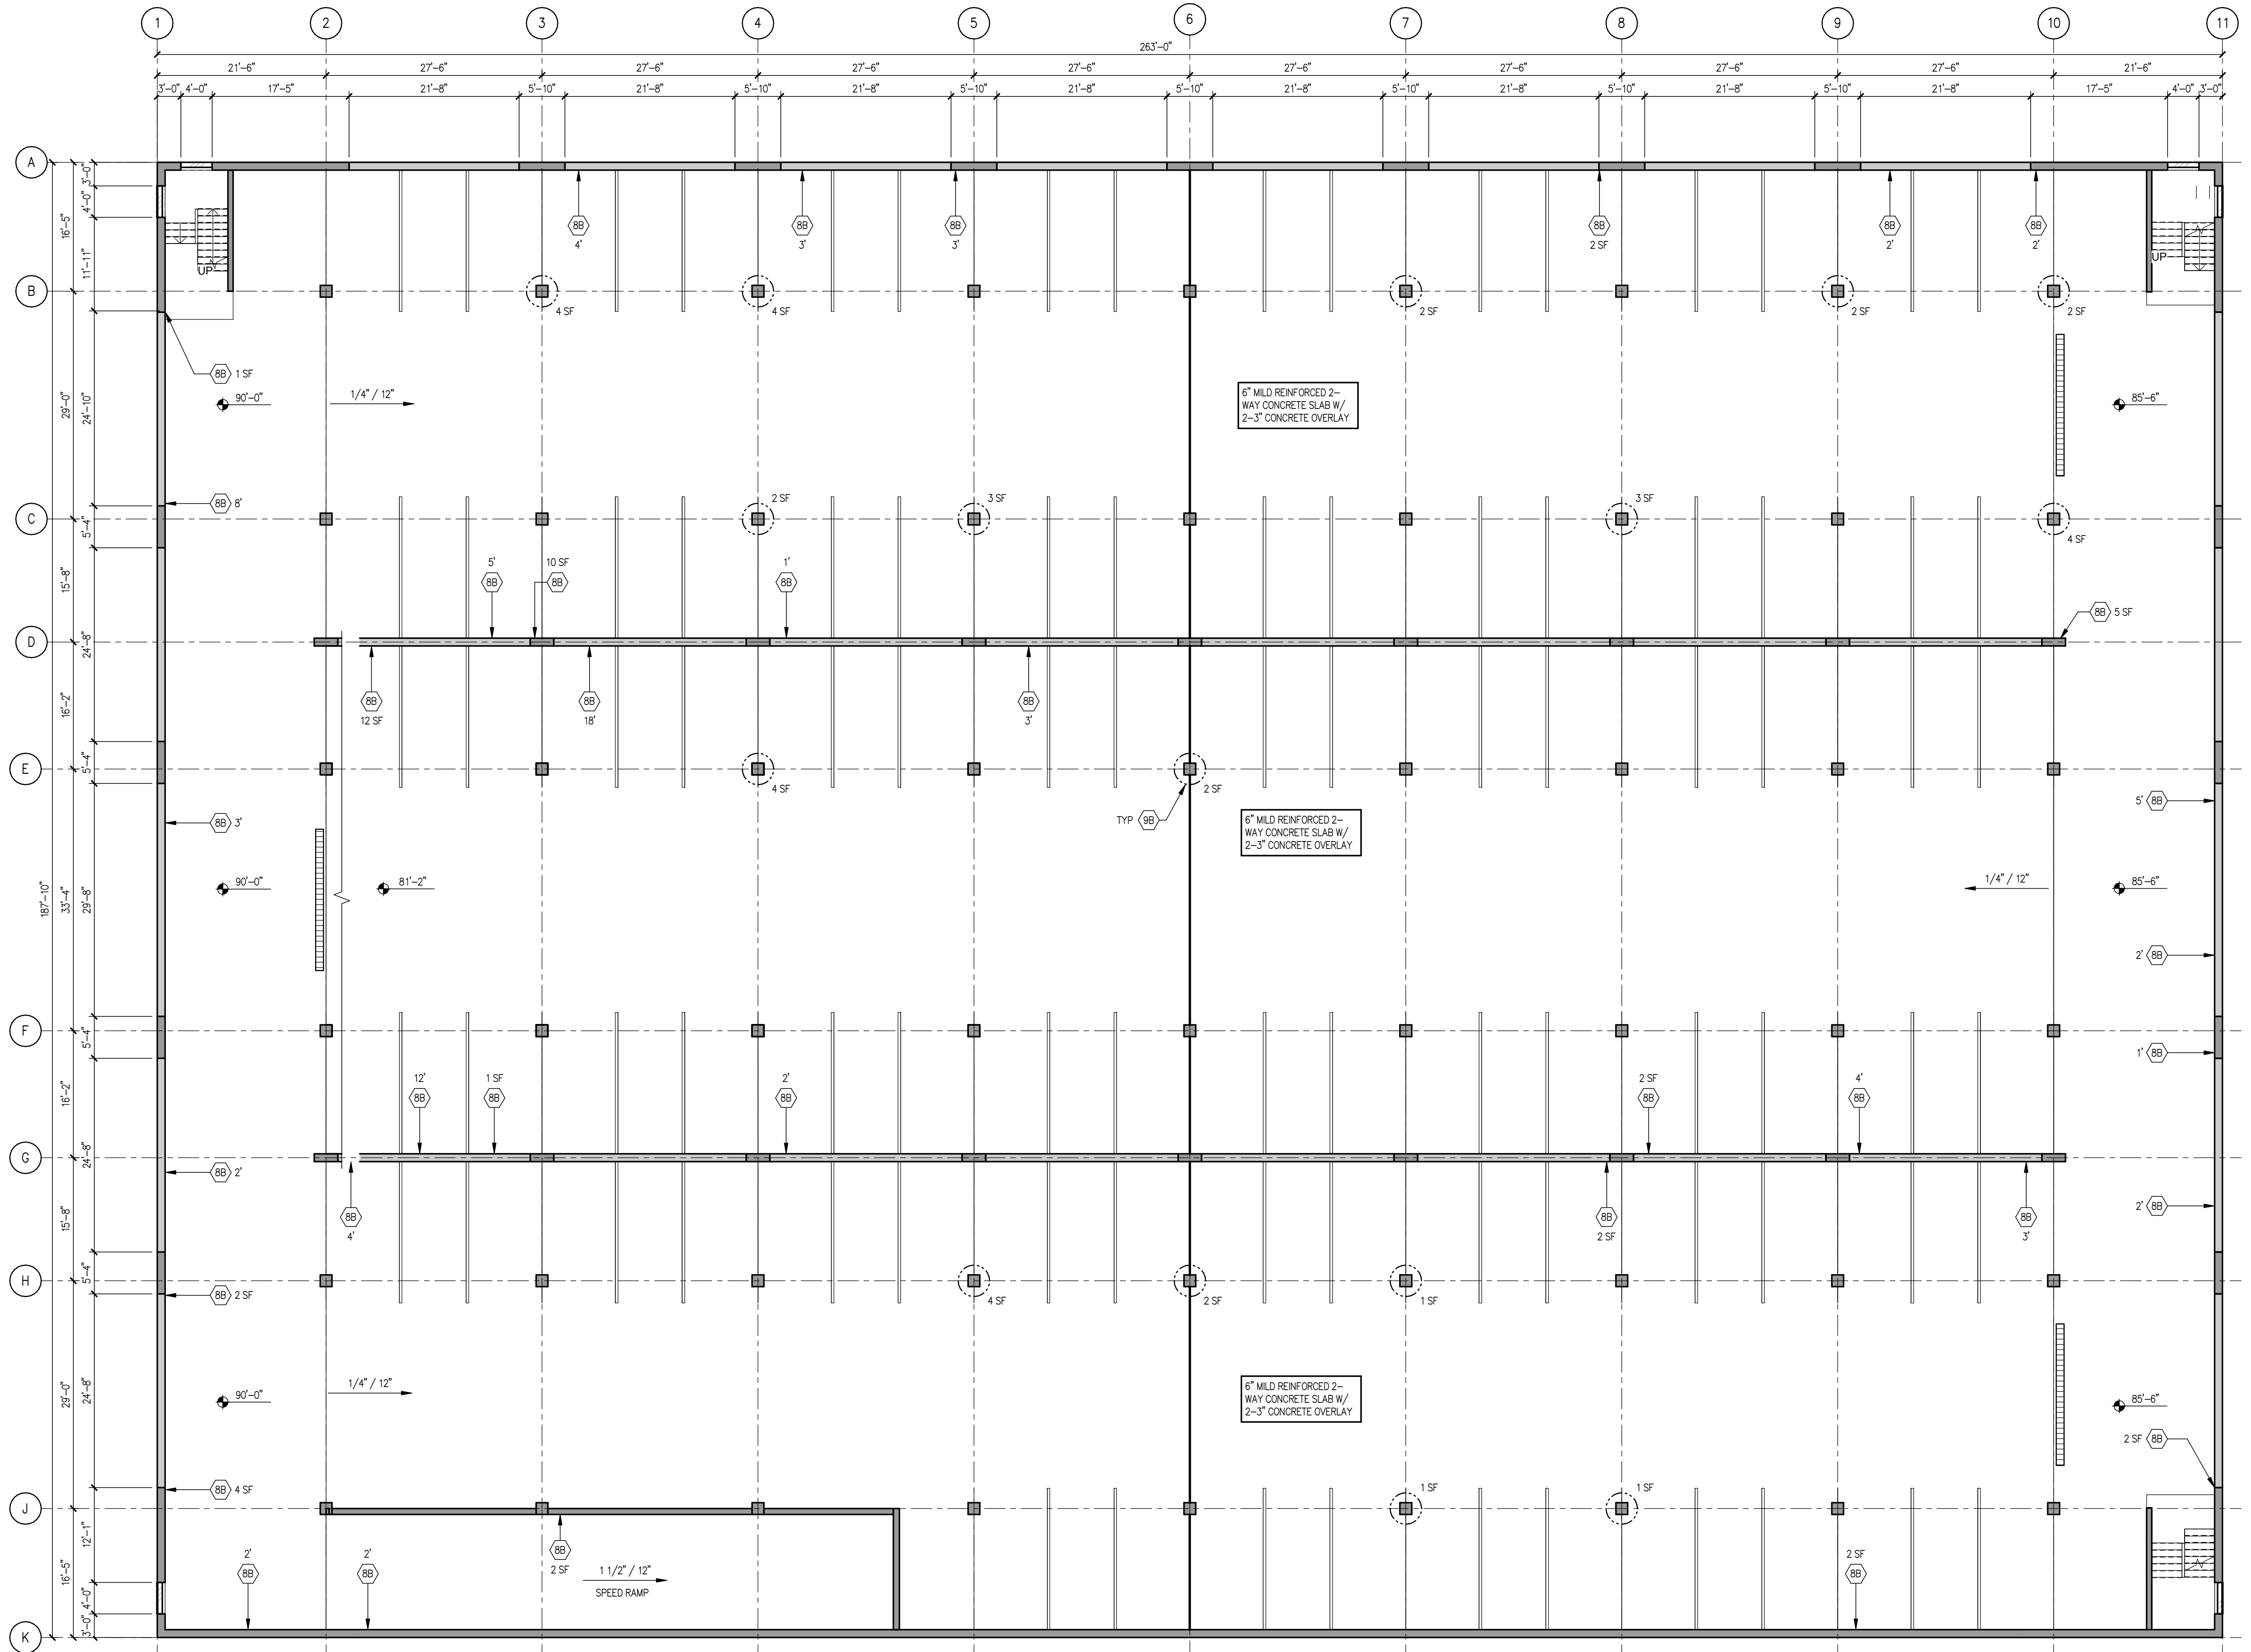 1 2 3 4 5 6 7 8 9 10 11
263'-0"
21'-6" 27'-6" 27'-6" 27'-6" 27'-6" 27'-6" 27'-6" 27'-6" 27'-6" 21'-6"
3'-0" 4'-0" 17'-5" 21'-8" 5'-10" 21'-8" 5'-10" 21'-8" 5'-10" 21'-8" 5'-10" 21'-8" 5'-10" 21'-8" 5'-10" 21'-8" 5'-10" 21'-8" 17'-5" 4'-0" 3'-0"
A
3'-0"
4'-0"
16'-5"
11'-11"
8B 8B 8B 8B 8B 8B
4' 3' 3' 2 SF 2' 2'
UP UP
B
4 SF 4 SF 2 SF 2 SF 2 SF
8B 1 SF
90'-0" 1/4" / 12"
6" MILD REINFORCED 2-
WAY CONCRETE SLAB W/
2-3" CONCRETE OVERLAY
85'-6"
29'-0"
24'-10"
8B 8'
C
2 SF 3 SF 3 SF 4 SF
5'-4"
15'-8"
5' 10 SF 1'
8B 8B 8B
8B 5 SF
D
24'-8"
16'-2"
8B 8B 8B
12 SF 18' 3'
5'-4"
E
4 SF 2 SF
TYP 9B
8B 3'
5' 8B
6" MILD REINFORCED 2-
WAY CONCRETE SLAB W/
2-3" CONCRETE OVERLAY
90'-0" 81'-2" 1/4" / 12" 85'-6"
187'-10"
33'-4"
29'-8"
2' 8B
F
5'-4"
1' 8B
16'-2"
12' 1 SF 2' 2 SF 4'
8B 8B 8B 8B 8B
G
24'-8"
8B 2'
15'-8"
8B 8B 8B
4' 2 SF 3'
2' 8B
H
5'-4"
8B 2 SF
4 SF 2 SF 1 SF
29'-0"
24'-8"
90'-0" 1/4" / 12"
6" MILD REINFORCED 2-
WAY CONCRETE SLAB W/
2-3" CONCRETE OVERLAY
85'-6"
2 SF 8B
8B 4 SF
J
1 SF 1 SF
12'-1"
16'-5"
2' 2' 8B 2 SF
8B 8B 2 SF 8B
1 1/2" / 12"
SPEED RAMP
4'-0"
3'-0"
K